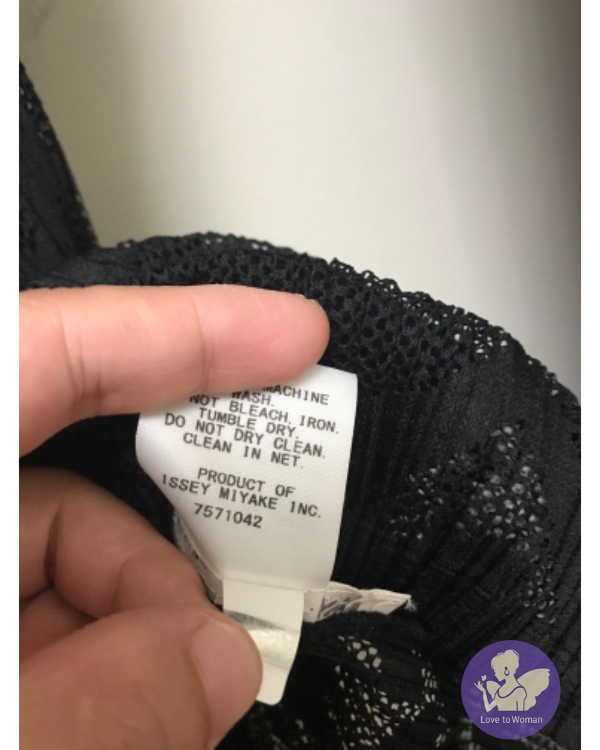 MACHINE
WASH.
NOT BLEACH, IRON.
TUMBLE DRY.
DO NOT DRY CLEAN.
CLEAN IN NET.
PRODUCT OF
ISSEY MIYAKE INC.
7571042
Love to Woman